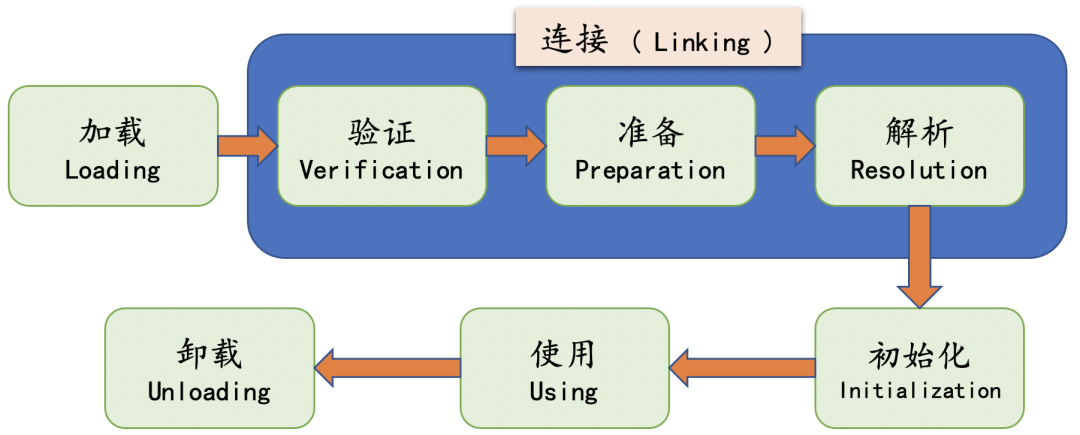 连接（Linking）
加载
Loading
验证
Verification
准备
Preparation
解析
Resolution
卸载
Unloading
使用
Using
初始化
Initialization